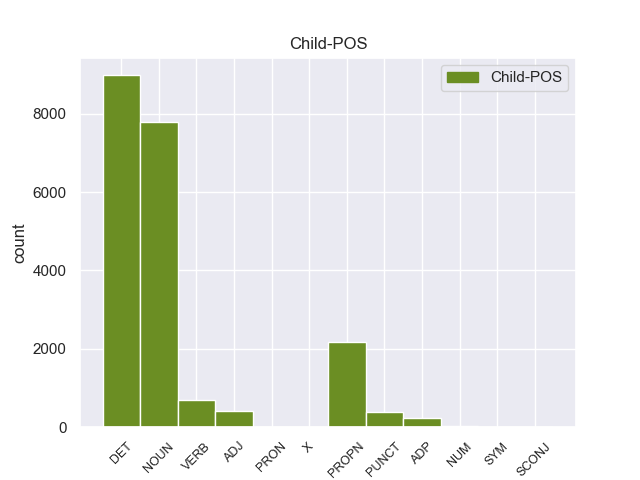 Child-POS
Child-POS
8000
6000
4000
2000
0
count
DET
NOUN
VERB
ADJ
PRON
X
PROPN
PUNCT
ADP
NUM
SYM
SCONJ